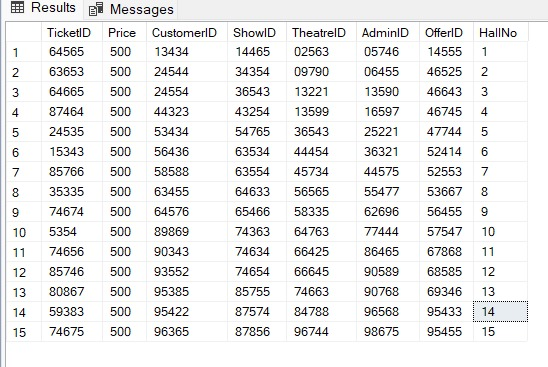 Results Messages
TicketID Price CustomerID ShowID TheatreID AdminID OfferID HallNo
1 64565 500 13434 14465 02563 05746 14555 1
2 63653 500 24544 34354 09790 06455 46525 2
3 64665 500 24554 36543 13221 13590 46643 3
4 87464 500 44323 43254 13599 16597 46745 4
5 24535 500 53434 54765 36543 25221 47744 5
6 15343 500 56436 63534 44454 36321 52414 6
7 85766 500 58588 63554 45734 44575 52553 7
8 35335 500 63455 64633 56565 55477 53667 8
9 74674 500 64576 65466 58335 62696 56455 9
10 5354 500 89869 74363 64763 77444 57547 10
11 74656 500 90343 74634 66425 86465 67868 11
12 85746 500 93552 74654 66645 90589 68585 12
13 80867 500 95385 85755 74663 90768 69346 13
14 59383 500 95422 87574 84788 96568 95433 14
15 74675 500 96365 87856 96744 98675 95455 15